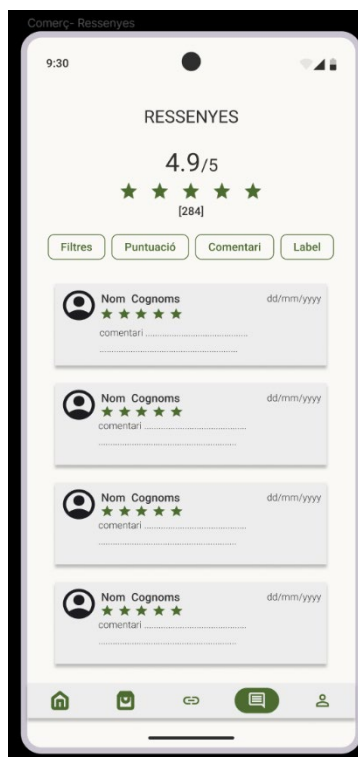 Comerç- Ressenyes
9:30
RESSENYES
4.9/5
[284]
Filtres Puntuació Comentari Label
Nom Cognoms dd/mm/yyyy
comentari ................................................
................................................................
Nom Cognoms dd/mm/yyyy
comentari ................................................
................................................................
Nom Cognoms dd/mm/yyyy
comentari ................................................
................................................................
Nom Cognoms dd/mm/yyyy
comentari ................................................
................................................................